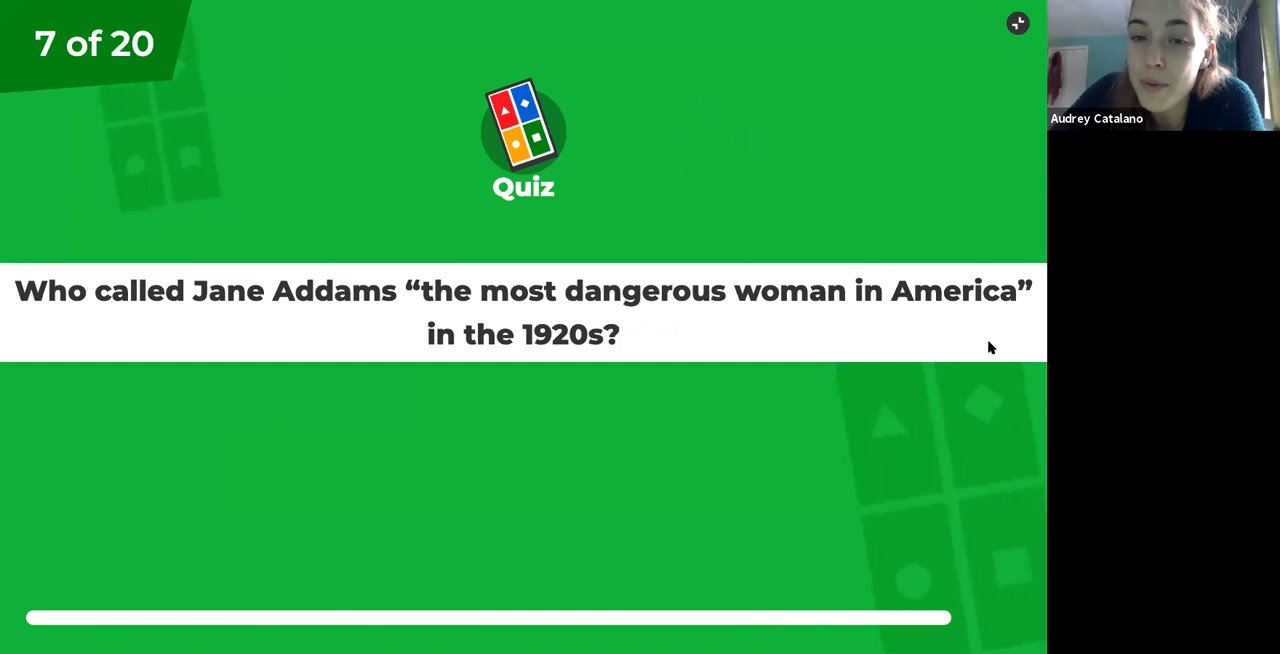 7 of 20
Quiz
Who called Jane Addams “the most dangerous woman in America”
in the 1920s?
Audrey Catalano